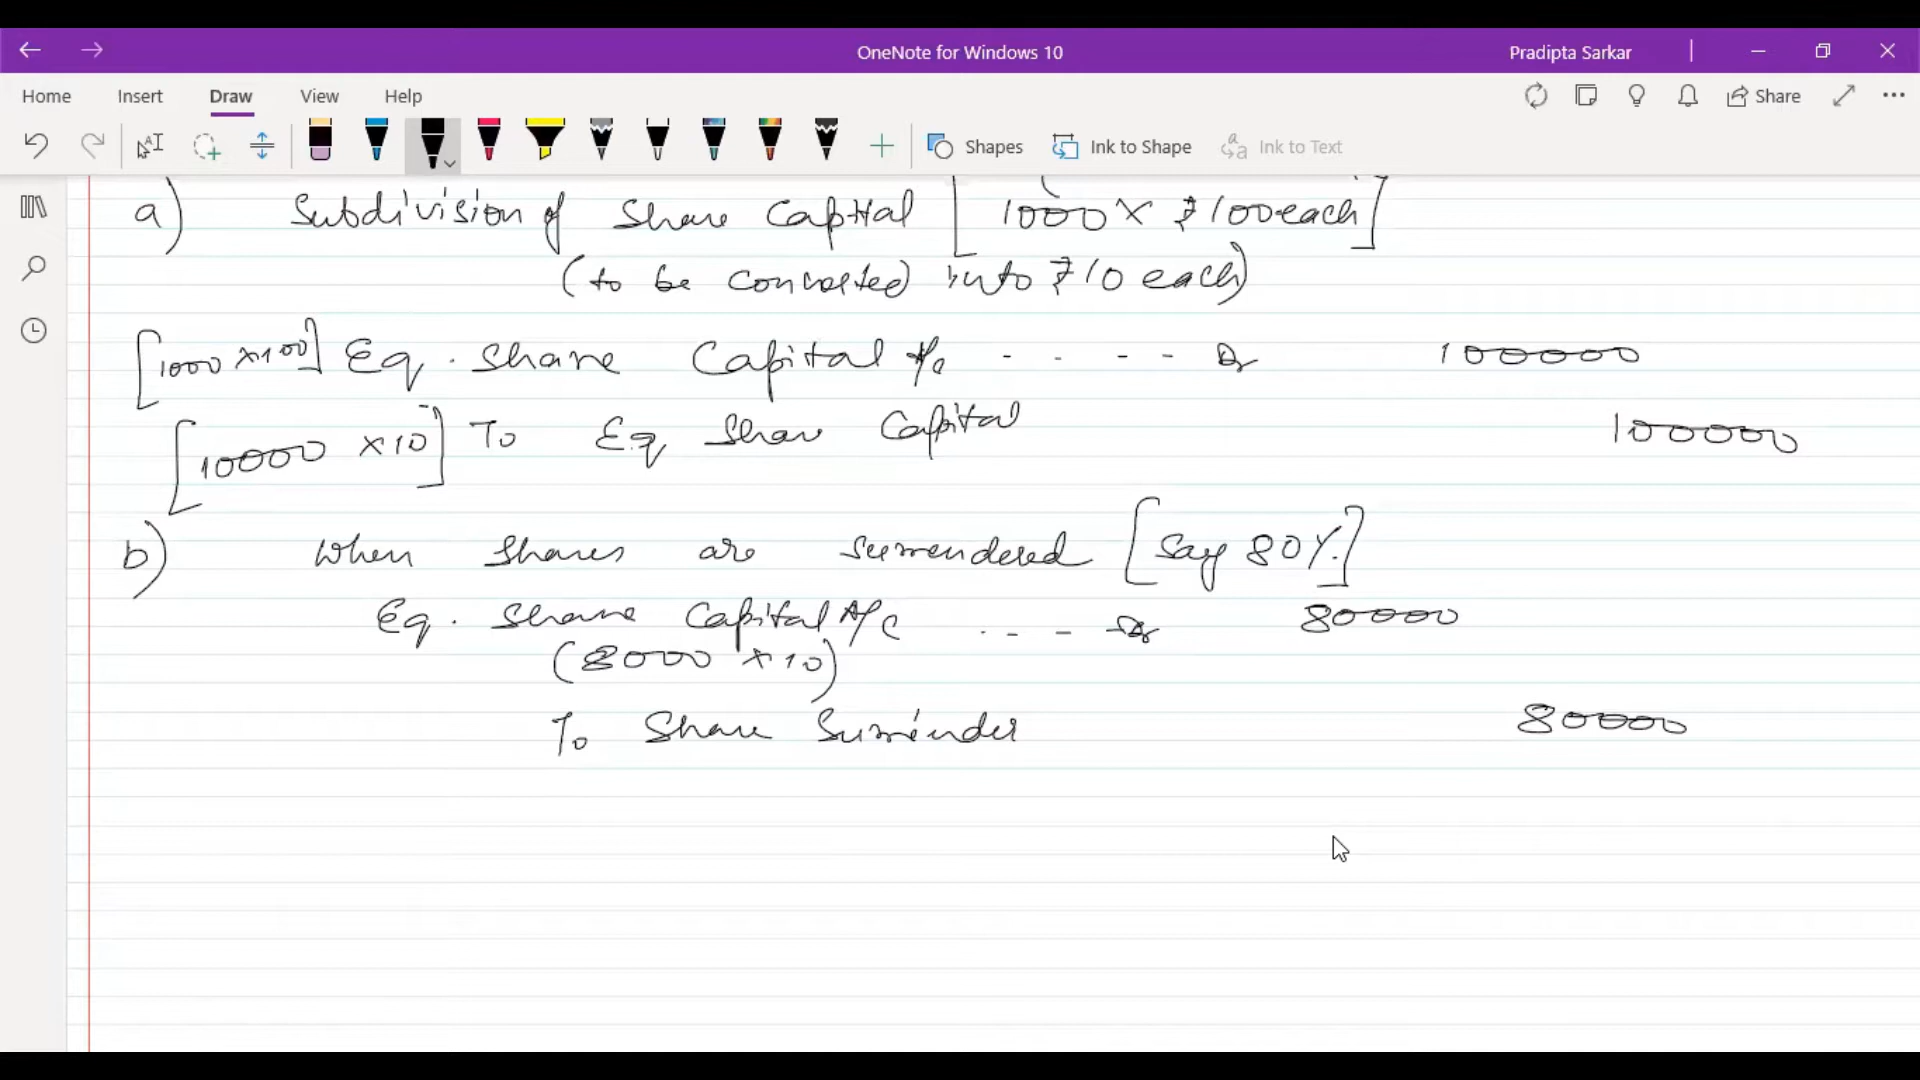 OneNote for Windows 10
Pradipta Sarkar
Home Insert Draw View Help
Share
Shapes Ink to Shape Ink to Text
a) Subdivision of Share Capital [1000 × ₹100 each]
(to be converted into ₹10 each)
[1000 × 100] Eq. Share Capital A/c - - - - Dr 100000
[10000 × 10] To Eq Share Capital 100000
b) When shares are surrendered [Say 80%.]
Eq. Share Capital A/c ... - Dr 80000
(8000 × 10)
To Share Surrender 80000